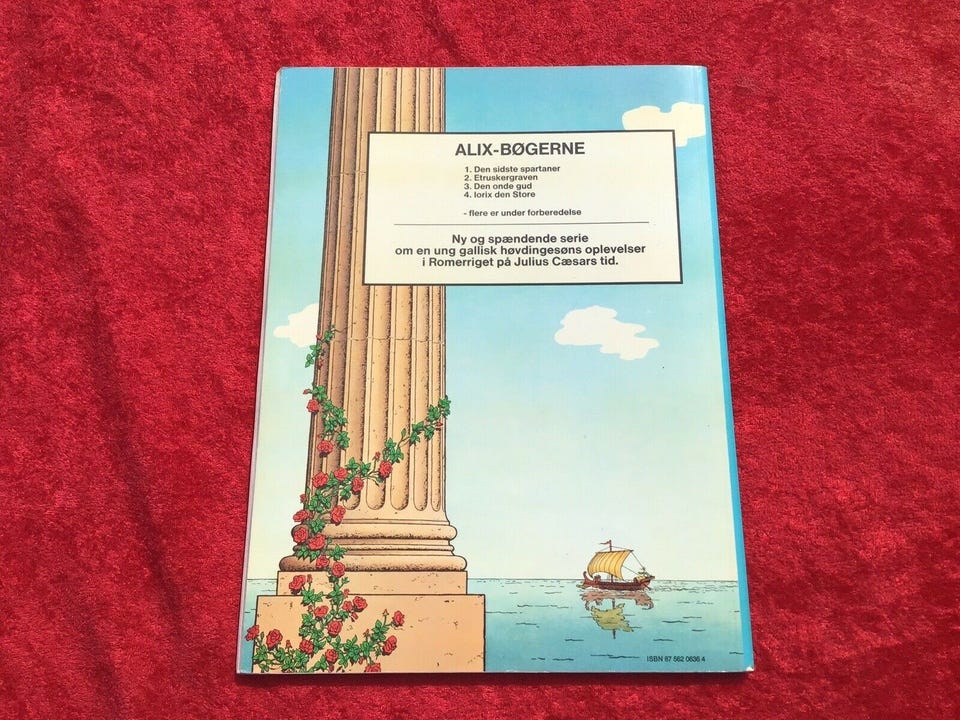 ALIX-BØGERNE
1. Den sidste spartaner
2. Etruskergraven
3. Den onde gud
4. Iorix den Store
- flere er under forberedelse
Ny og spændende serie
om en ung gallisk høvdingesøns oplevelser
i Romerriget på Julius Cæsars tid.
ISBN 87 562 0636 4